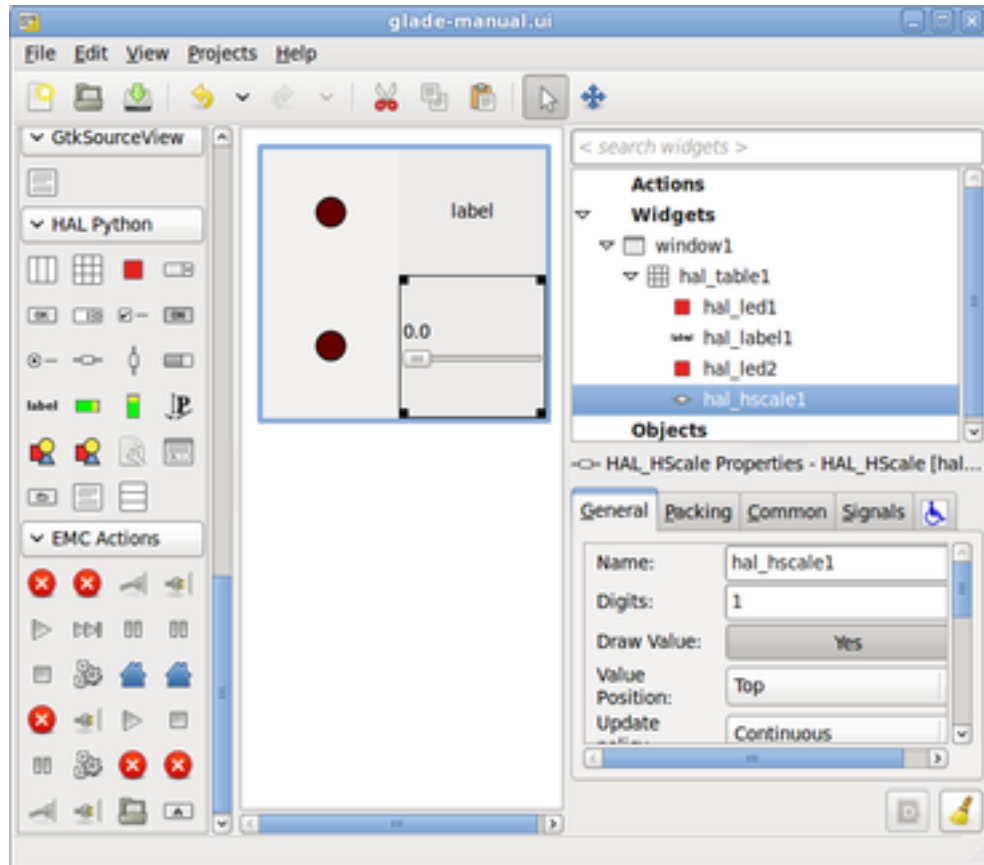 glade-manual.ui
File Edit View Projects Help
GtkSourceView
HAL Python
label
EMC Actions
label
0.0
< search widgets >
Actions
Widgets
window1
hal_table1
hal_led1
hal_label1
hal_led2
hal_hscale1
Objects
HAL_HScale Properties - HAL_HScale [hal...
General Packing Common Signals
Name: hal_hscale1
Digits: 1
Draw Value: Yes
Value
Position: Top
Update
Continuous